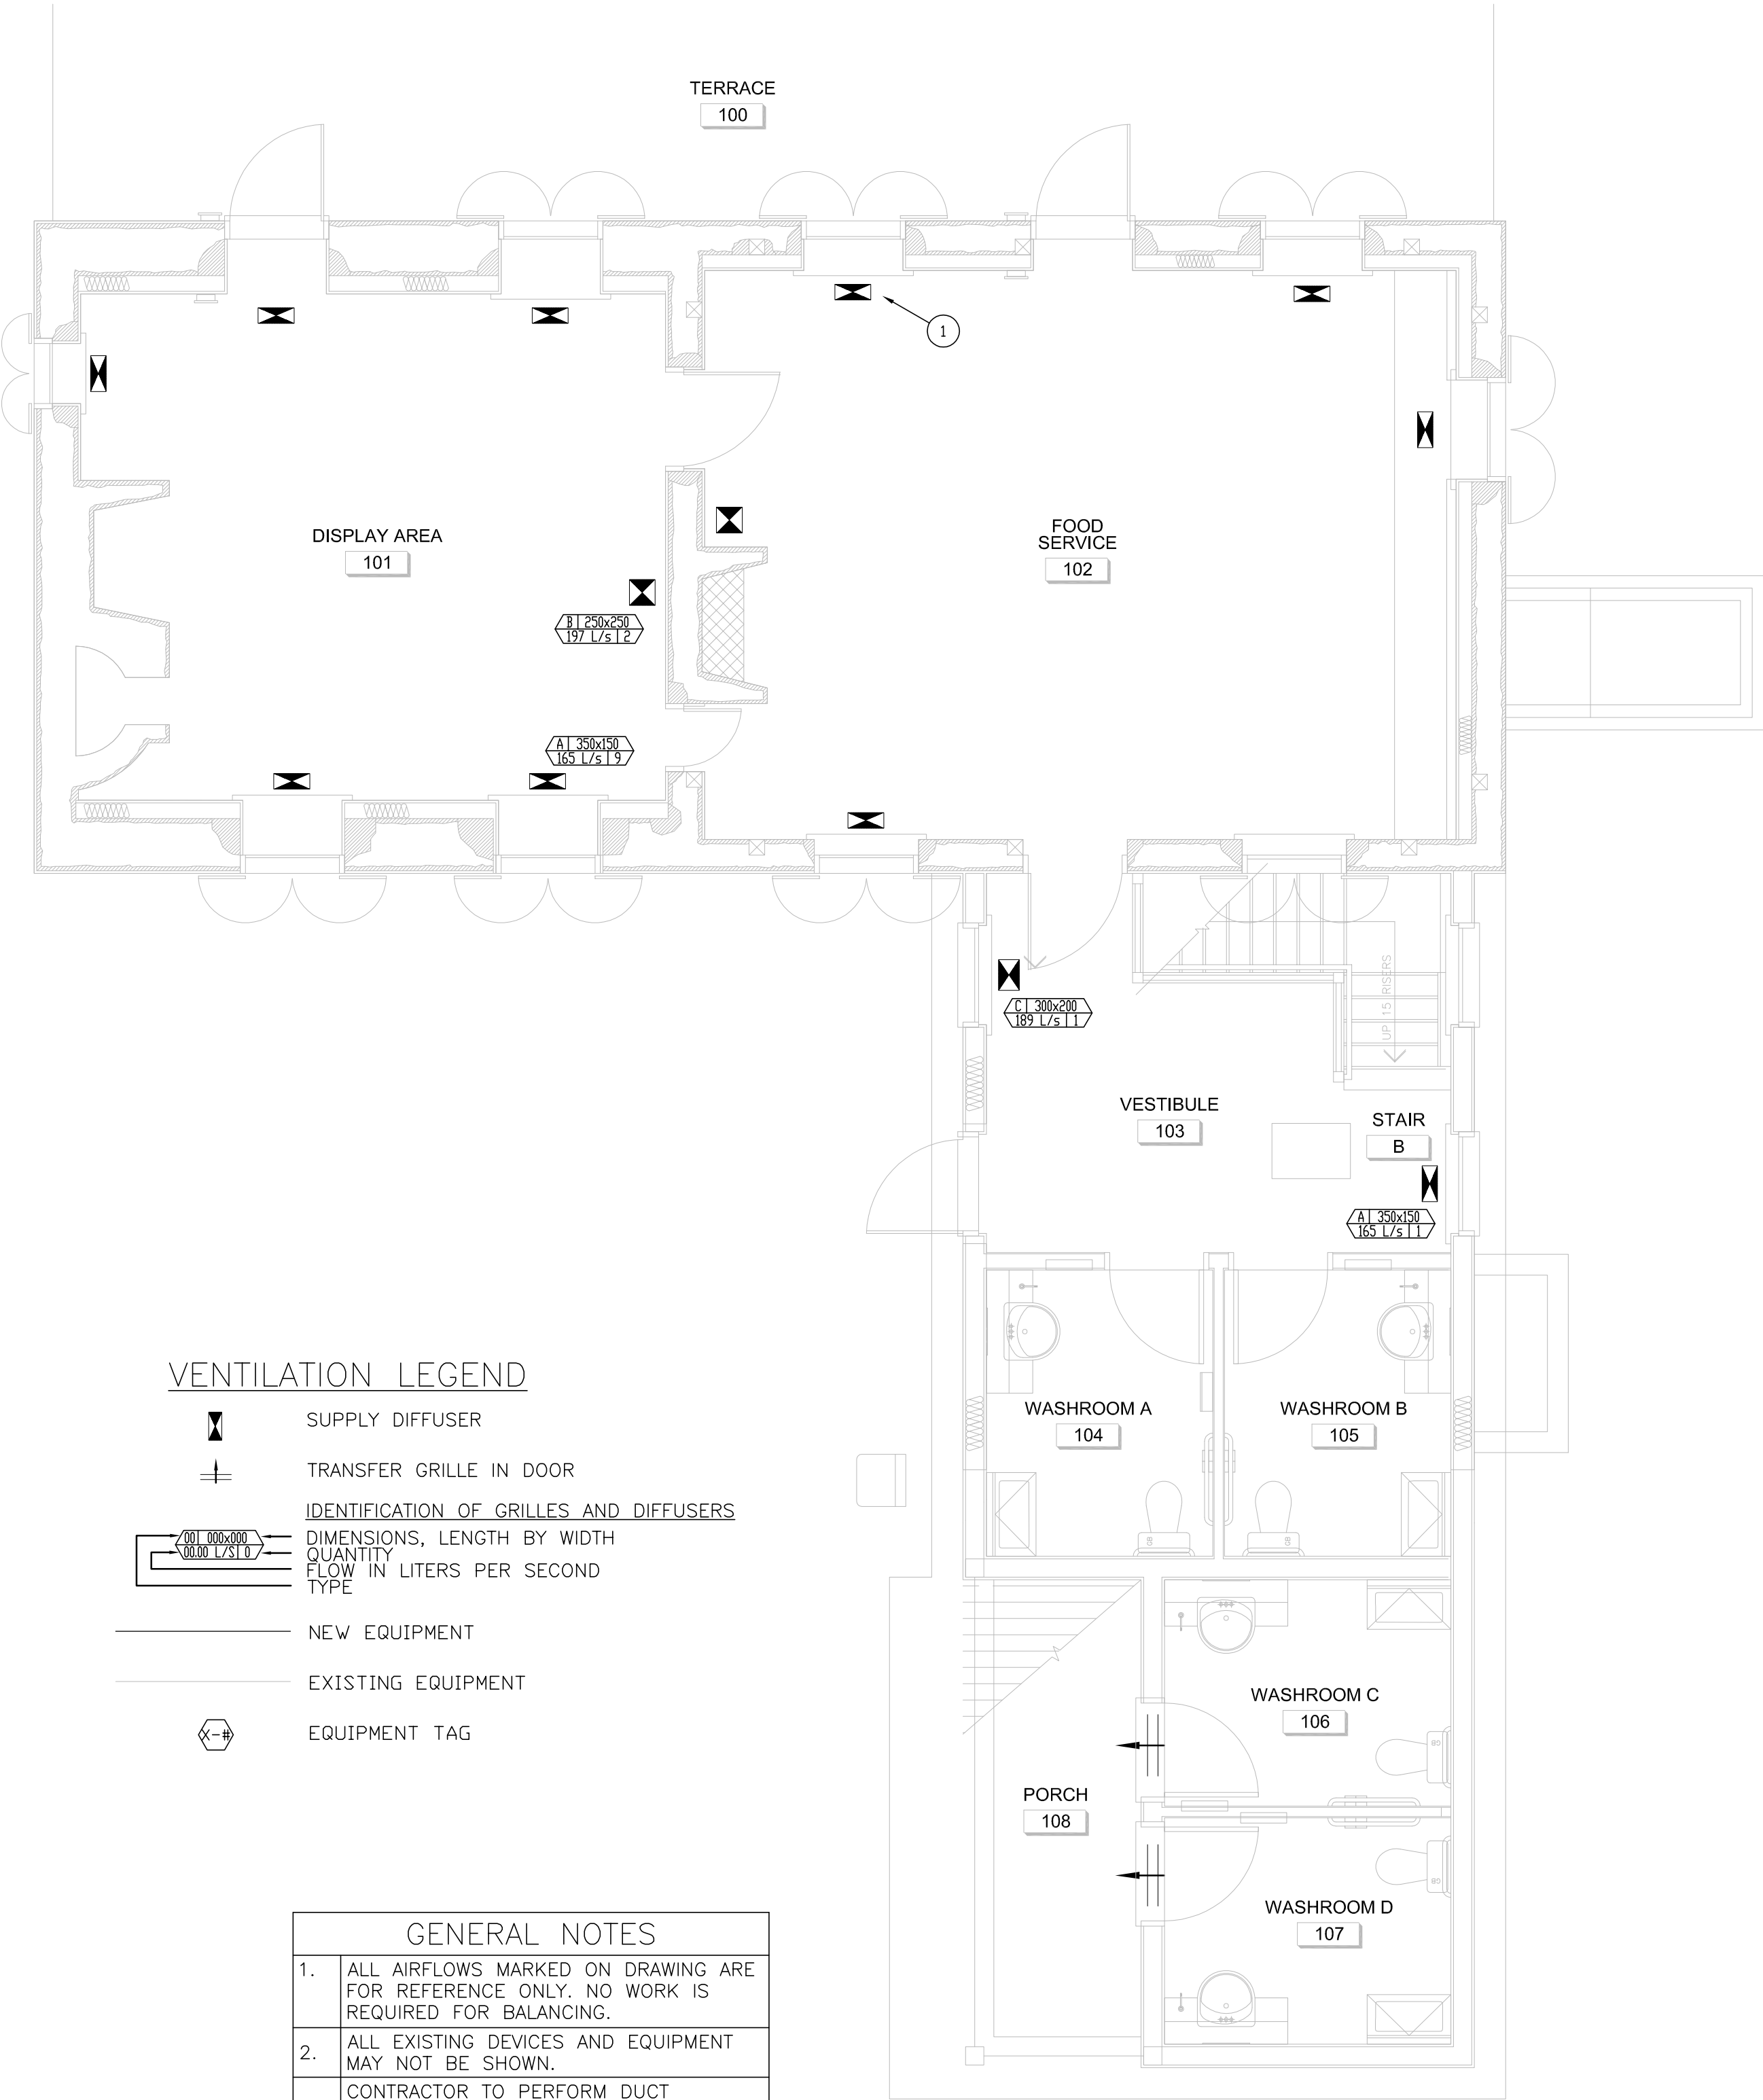 TERRACE
100
1
DISPLAY AREA
101
FOOD
SERVICE
102
B 250x250
197 L/s 2
A 350x150
165 L/s 9
UP 15 RISERS
C 300x200
189 L/s 1
VESTIBULE
103
STAIR
B
A 350x150
165 L/s 1
WASHROOM A
104
WASHROOM B
105
WASHROOM C
106
PORCH
108
WASHROOM D
107
VENTILATION LEGEND
SUPPLY DIFFUSER
TRANSFER GRILLE IN DOOR
IDENTIFICATION OF GRILLES AND DIFFUSERS
00 000x000
00.00 L/S 0
DIMENSIONS, LENGTH BY WIDTH
QUANTITY
FLOW IN LITERS PER SECOND
TYPE
NEW EQUIPMENT
EXISTING EQUIPMENT
X-#
EQUIPMENT TAG
GENERAL NOTES
1. ALL AIRFLOWS MARKED ON DRAWING ARE
FOR REFERENCE ONLY. NO WORK IS
REQUIRED FOR BALANCING.
2. ALL EXISTING DEVICES AND EQUIPMENT
MAY NOT BE SHOWN.
CONTRACTOR TO PERFORM DUCT